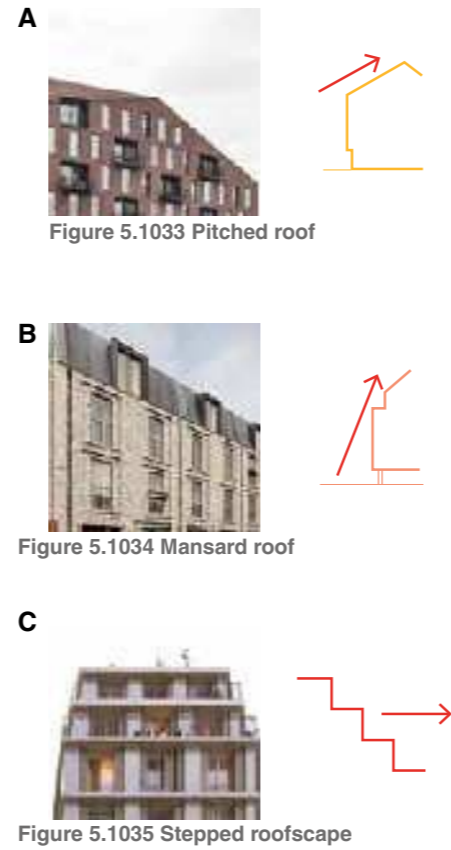 A
Figure 5.1033 Pitched roof
B
Figure 5.1034 Mansard roof
C
Figure 5.1035 Stepped roofscape